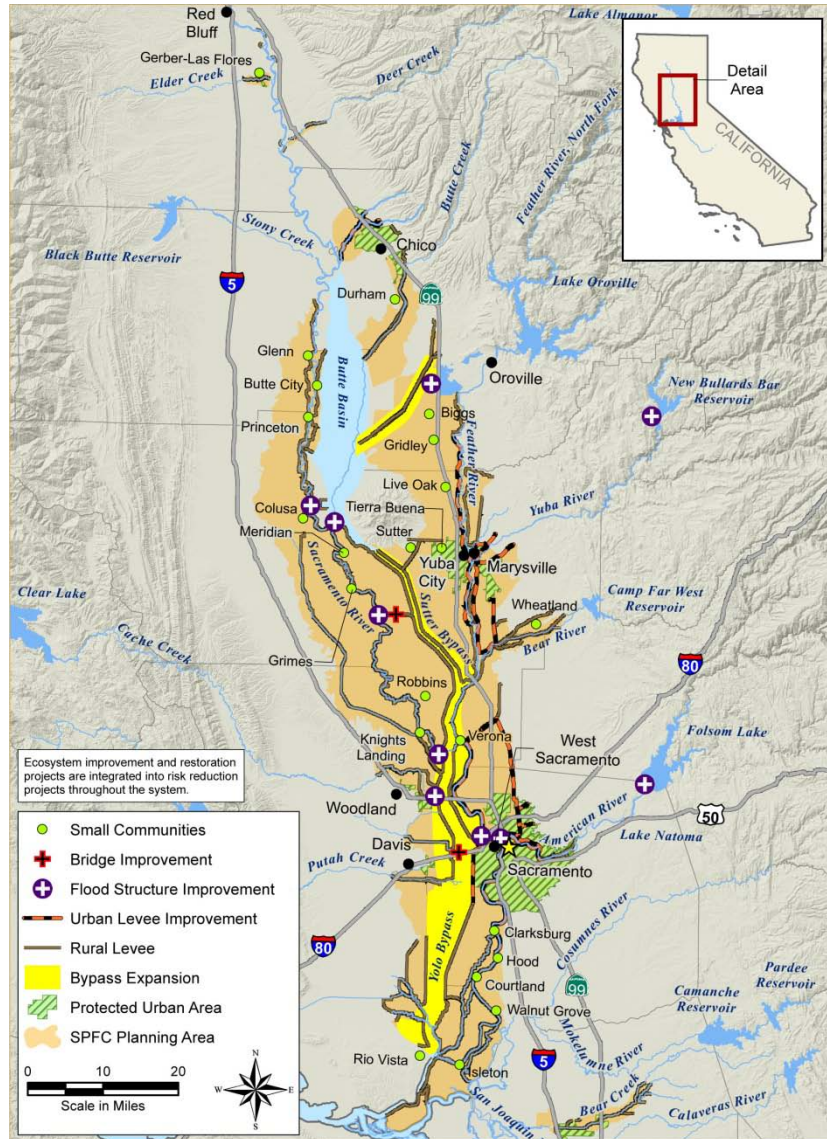 Red
Bluff
Lake Almanor
Gerber-Las Flores
Elder Creek
Deer Creek
Detail
Area
CALIFORNIA
Feather River, North Fork
Butte Creek
Stony Creek
Black Butte Reservoir
Chico
5
Durham
99
Lake Oroville
Glenn
Butte City
Butte Basin
Oroville
New Bullards Bar
Reservoir
Princeton
Biggs
Gridley
Feather River
Live Oak
Yuba River
Colusa
Tierra Buena
Meridian
Sutter
Yuba
City
Marysville
Sacramento River
Sutter Bypass
Clear Lake
Camp Far West
Reservoir
Wheatland
Cache Creek
Bear River
80
Grimes
Robbins
Folsom Lake
Knights
Landing
Verona
West
Sacramento
Ecosystem improvement and restoration
projects are integrated into risk reduction
projects throughout the system.
Woodland
American River
50
Lake Natoma
Davis
Putah Creek
Sacramento
Small Communities
Bridge Improvement
Flood Structure Improvement
Urban Levee Improvement
Rural Levee
Bypass Expansion
Protected Urban Area
SPFC Planning Area
0 10 20
Scale in Miles
N
W E
S
80
Yolo Bypass
Clarksburg
Hood
Courtland
Walnut Grove
Cosumnes River
99
Pardee
Reservoir
Camanche
Reservoir
Mokelumne River
Rio Vista
Isleton
5
San Joaquin
Bear Creek
Calaveras River